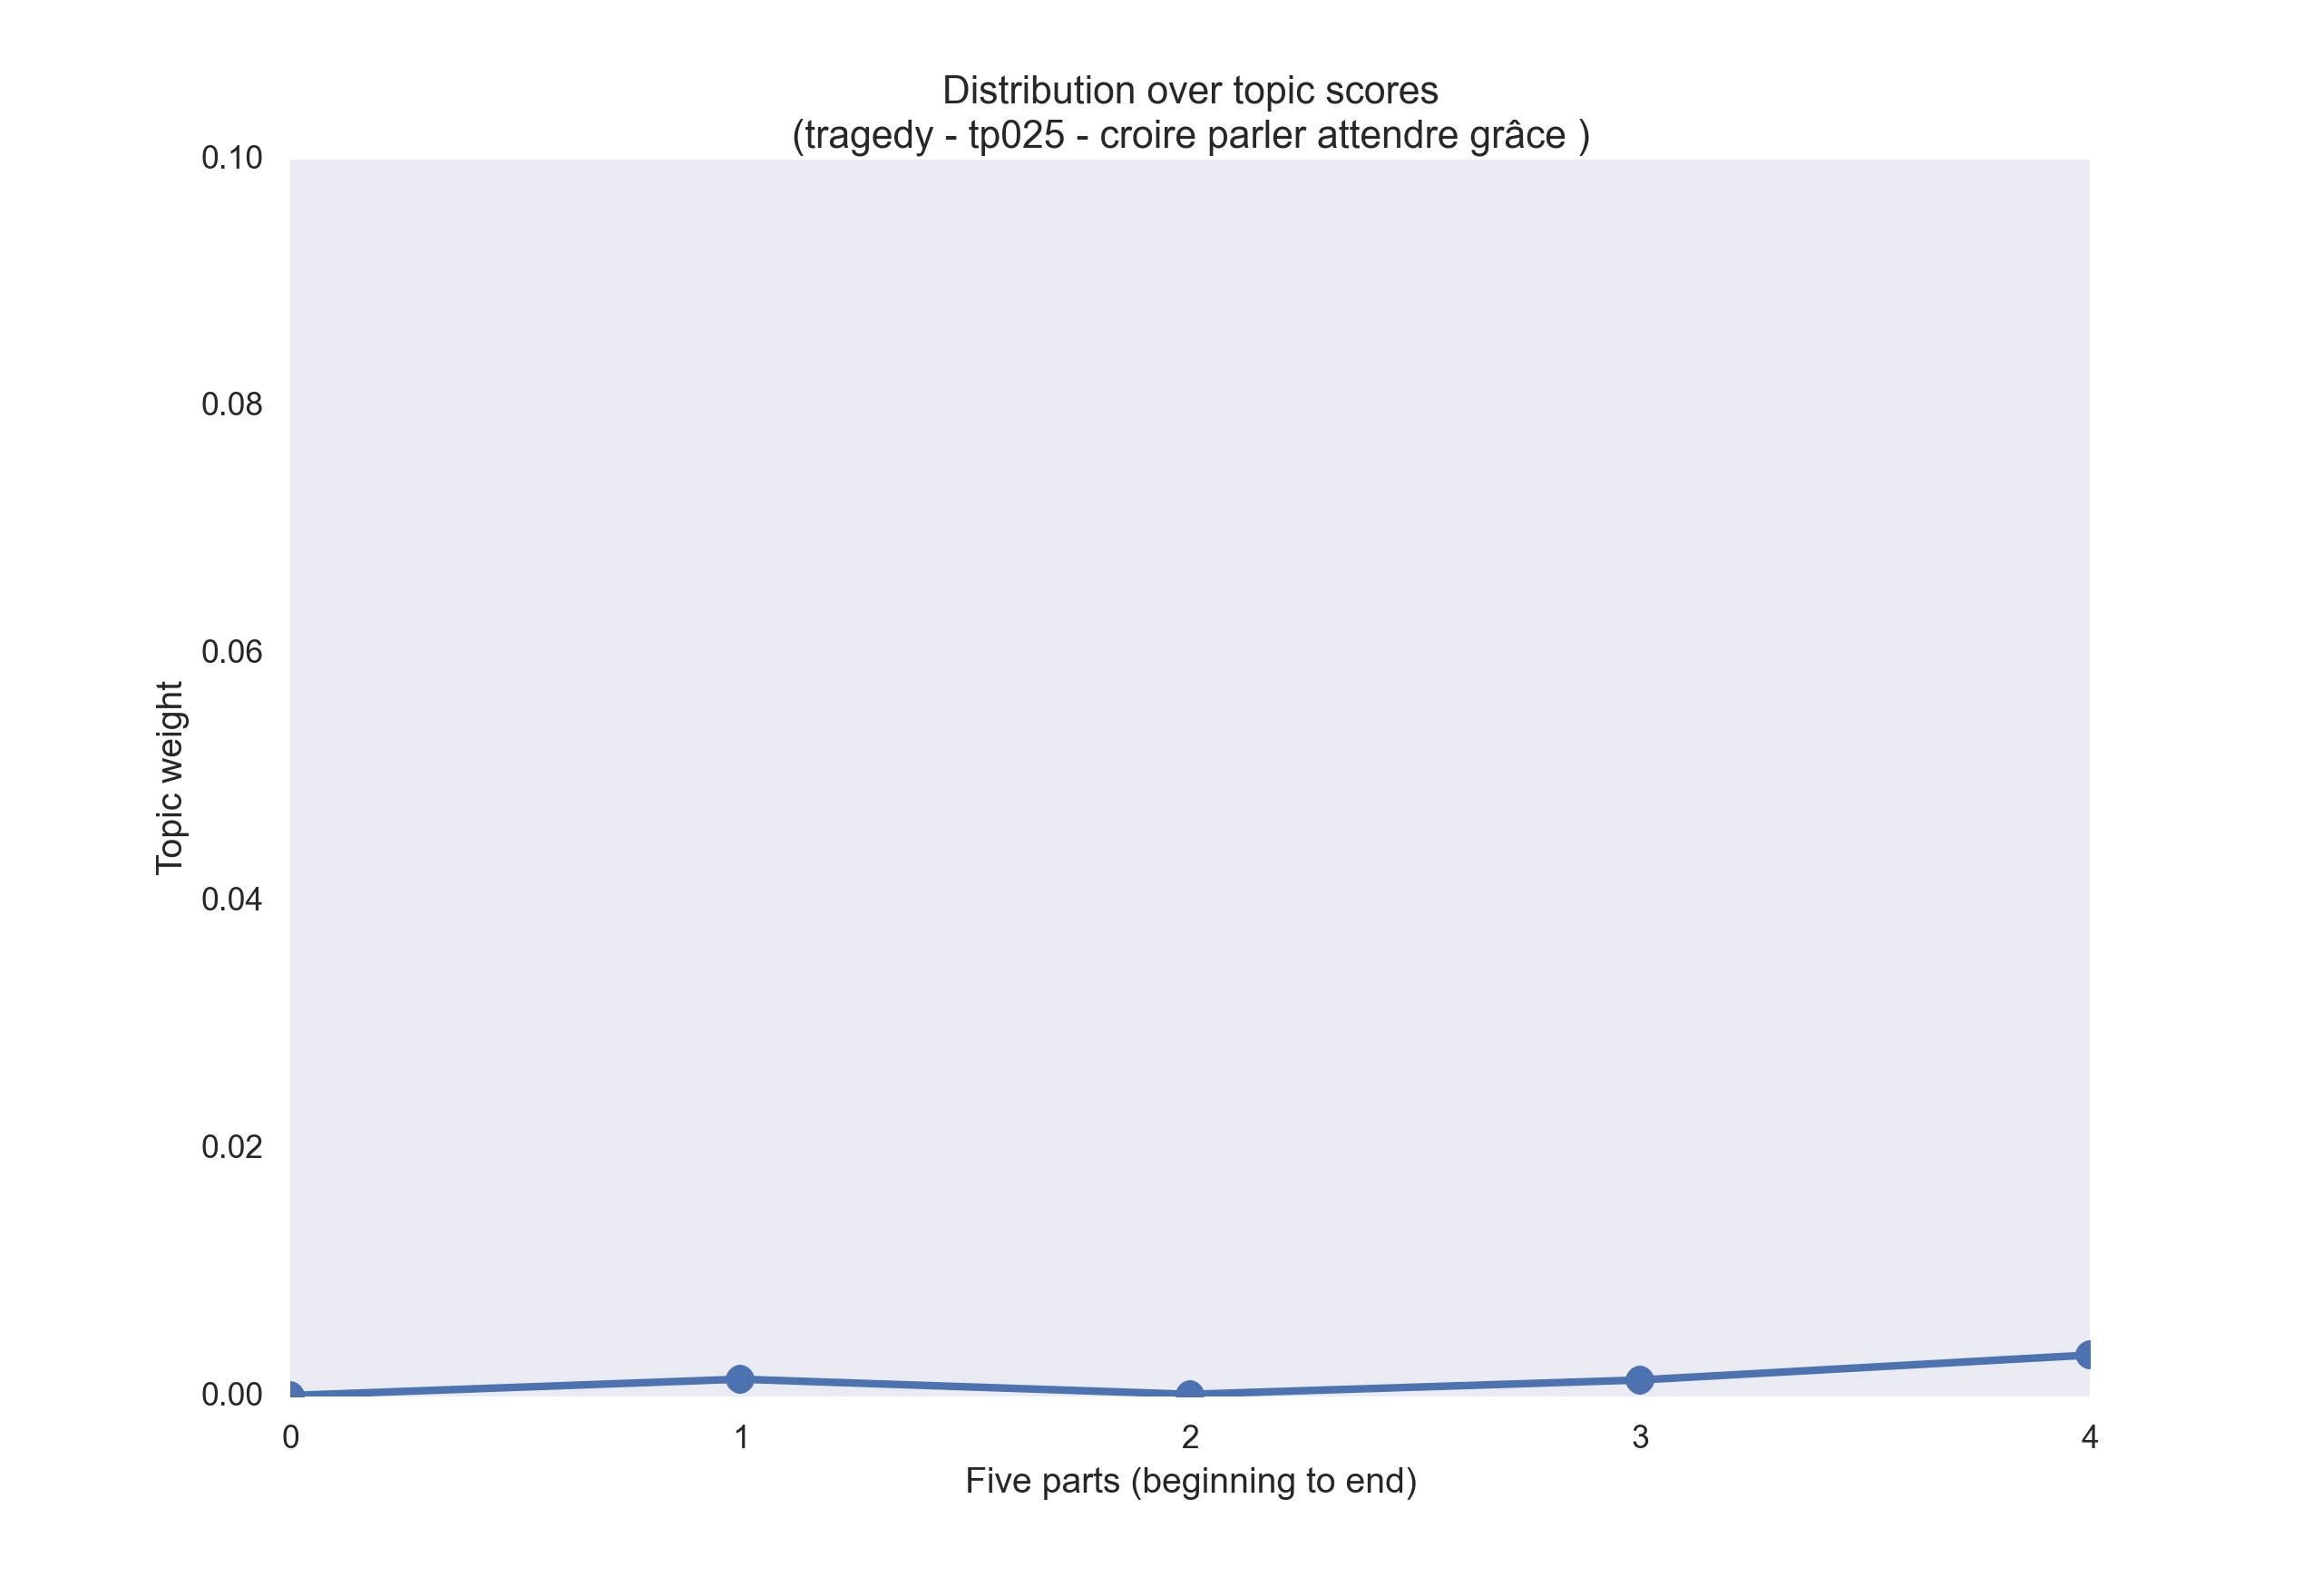 Distribution over topic scores
(tragedy - tp025 - croire parler attendre grâce )
0.10
0.08
0.06
0.04
0.02
0.00
Topic weight
0 1 2 3 4
Five parts (beginning to end)